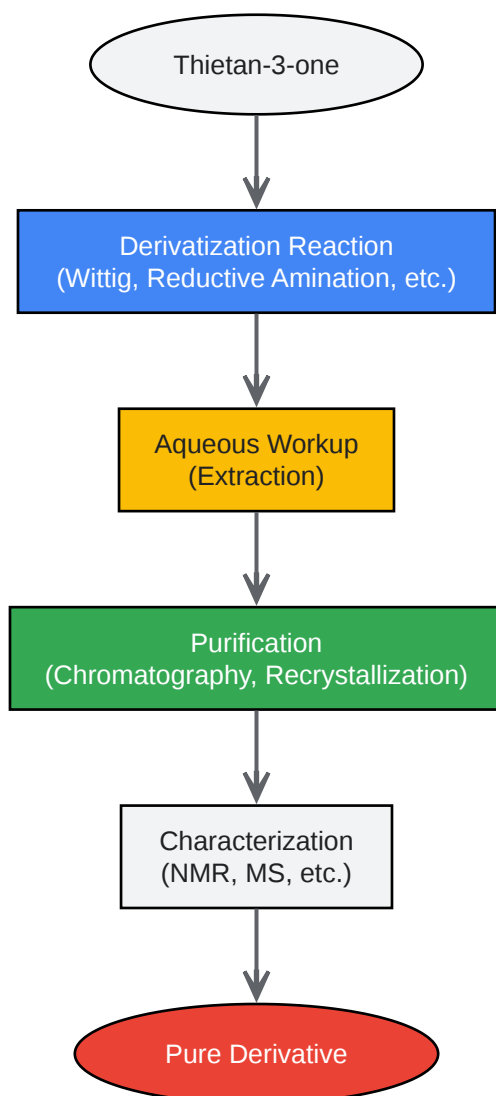 Thietan-3-one
Derivatization Reaction
(Wittig, Reductive Amination, etc.)
Aqueous Workup
(Extraction)
Purification
(Chromatography, Recrystallization)
Characterization
(NMR, MS, etc.)
Pure Derivative